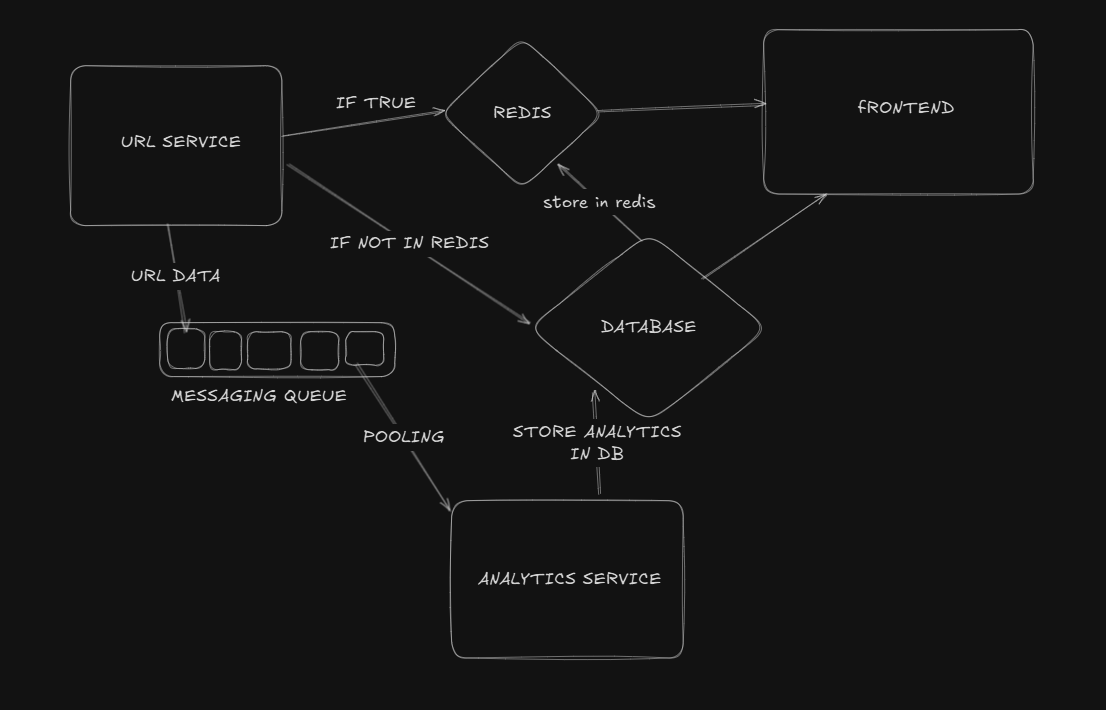 IF TRUE
REDIS
fRONTEND
URL SERVICE
store in redis
IF NOT IN REDIS
URL DATA
DATABASE
MESSAGING QUEUE
POOLING
STORE ANALYTICS
IN DB
ANALYTICS SERVICE